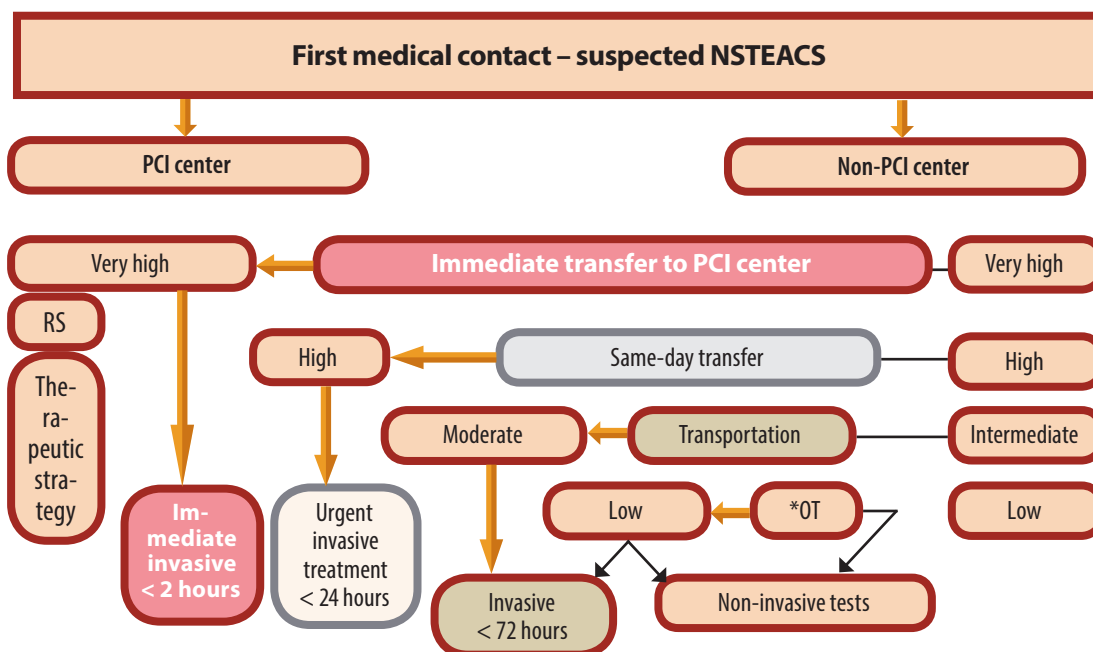 First medical contact – suspected NSTEACS
PCI center
Non-PCI center
Very high
Immediate transfer to PCI center
Very high
RS
High
Same-day transfer
High
The-
ra-
peutic
stra-
tegy
Moderate
Transportation
Intermediate
Low
*OT
Low
Im-
mediate
invasive
< 2 hours
Urgent
invasive
treatment
< 24 hours
Invasive
< 72 hours
Non-invasive tests